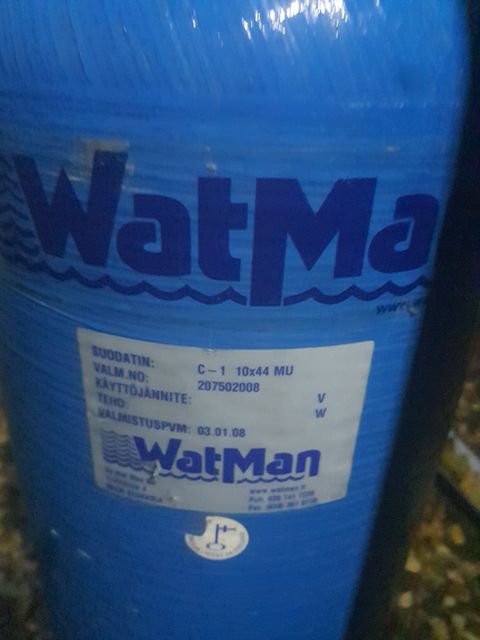 WatMa
SUODATIN: C-1 10x44 MU
VALM.NO: 207502008
KÄYTTÖJÄNNITE: V
TEHO: W
VALMISTUSPVM: 03.01.08
WatMan
www.watman.fi